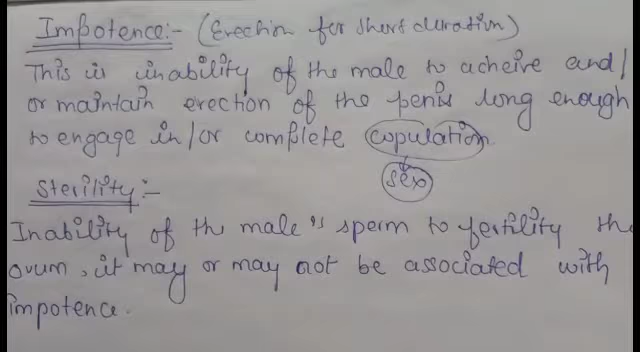 Impotence:- (Erection for short duration)
This is inability of the male to acheive and/
or maintain erection of the penis long enough
to engage in/or complete copulation
sex
Sterility:-
Inability of the male's sperm to fertility the
ovum, it may or may not be associated with
impotence.